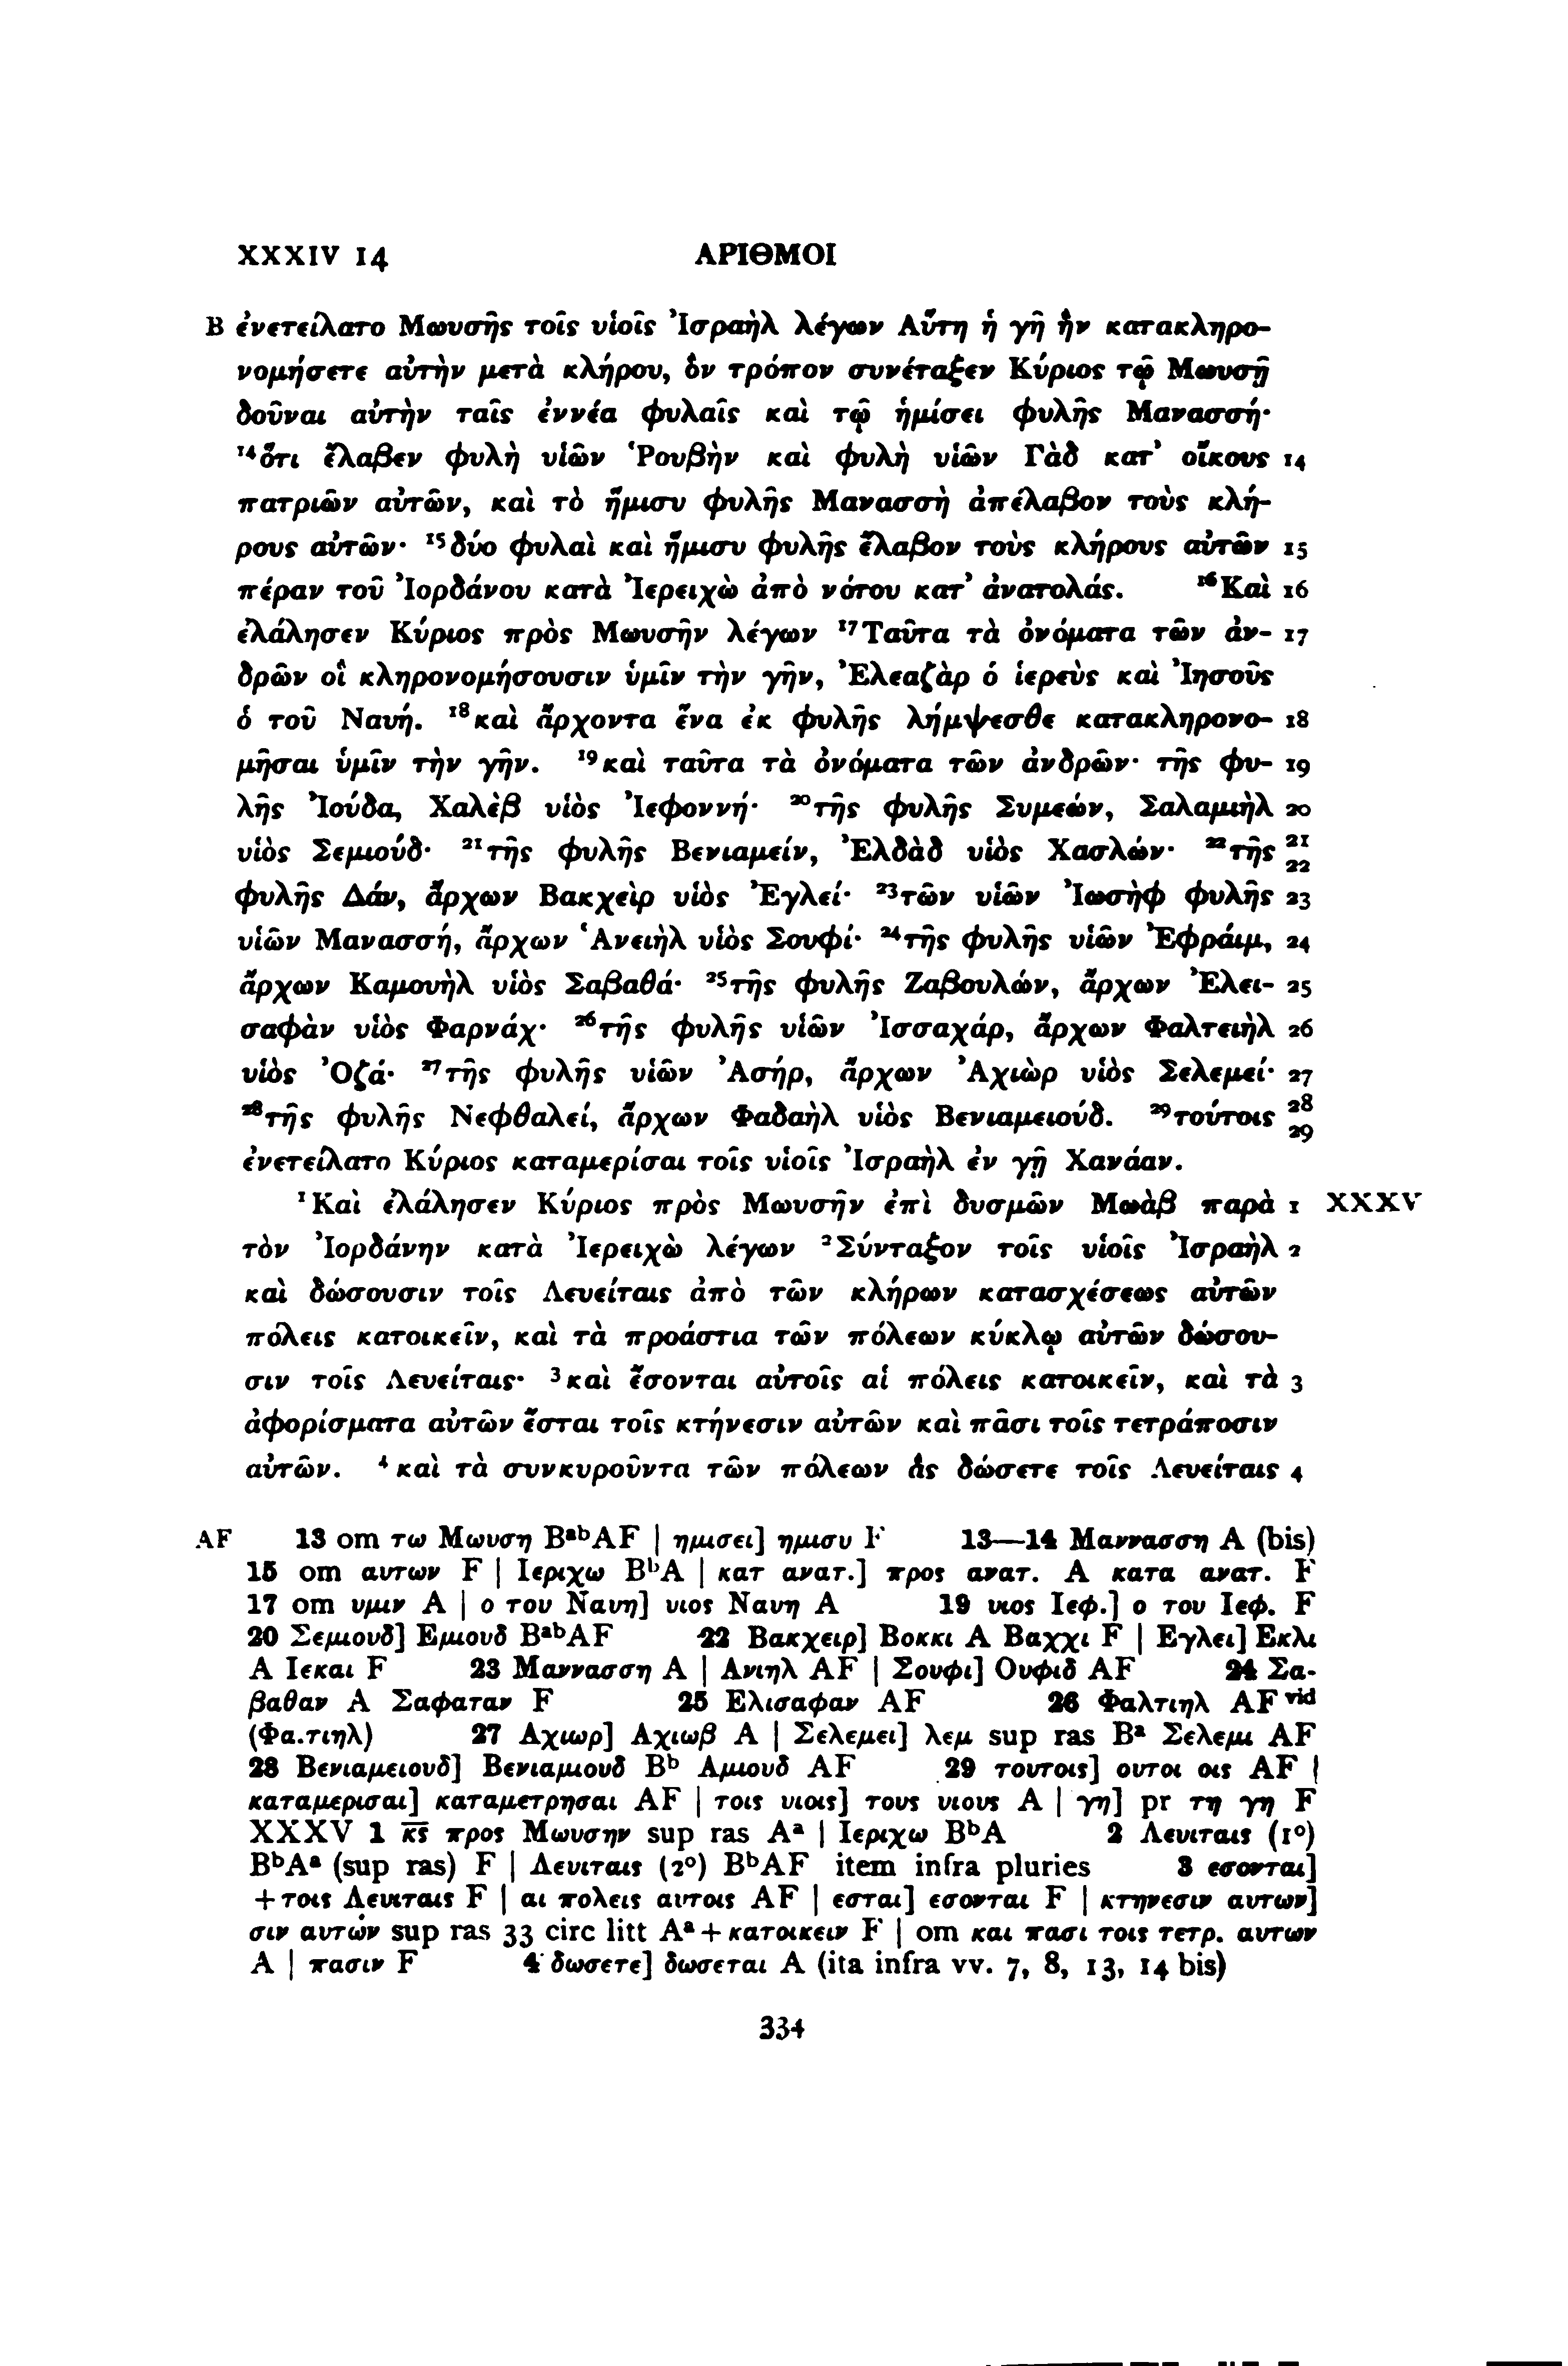 XXXIV 14 ΑΡΙΘΜΟΙ
B ἐνετείλατο Μωυσῆς τοῖς υἱοῖς Ἰσραὴλ λέγων Αὕτη ἡ γῆ ἣν κατακληρο-
νομήσετε αὐτὴν μετὰ κλήρου, ὃν τρόπον συνέταξεν Κύριος τῷ Μωυσῇ
δοῦναι αὐτὴν ταῖς ἐννέα φυλαῖς καὶ τῷ ἡμίσει φυλῆς Μανασσή·
¹⁴ὅτι ἔλαβεν φυλὴ υἱῶν Ῥουβὴν καὶ φυλὴ υἱῶν Γὰδ κατ’ οἴκους 14
πατριῶν αὐτῶν, καὶ τὸ ἥμισυ φυλῆς Μανασσὴ ἀπέλαβον τοὺς κλή-
ρους αὐτῶν· ¹⁵δύο φυλαὶ καὶ ἥμισυ φυλῆς ἔλαβον τοὺς κλήρους αὐτῶν 15
πέραν τοῦ Ἰορδάνου κατὰ Ἰερειχὼ ἀπὸ νότου κατ’ ἀνατολάς. ¹⁶Καὶ 16
ἐλάλησεν Κύριος πρὸς Μωυσῆν λέγων ¹⁷Ταῦτα τὰ ὀνόματα τῶν ἀν- 17
δρῶν οἳ κληρονομήσουσιν ὑμῖν τὴν γῆν, Ἐλεαζὰρ ὁ ἱερεὺς καὶ Ἰησοῦς
ὁ τοῦ Ναυή. ¹⁸καὶ ἄρχοντα ἕνα ἐκ φυλῆς λήμψεσθε κατακληρονο- 18
μῆσαι ὑμῖν τὴν γῆν. ¹⁹καὶ ταῦτα τὰ ὀνόματα τῶν ἀνδρῶν· τῆς φυ- 19
λῆς Ἰούδα, Χαλὲβ υἱὸς Ἰεφοννή· ²⁰τῆς φυλῆς Συμεών, Σαλαμιὴλ 20
υἱὸς Σεμιούδ· ²¹τῆς φυλῆς Βενιαμείν, Ἐλδὰδ υἱὸς Χασλών· ²²τῆς 21 22
φυλῆς Δάν, ἄρχων Βακχεὶρ υἱὸς Ἐγλεί· ²³τῶν υἱῶν Ἰωσὴφ φυλῆς 23
υἱῶν Μανασσή, ἄρχων Ἁνειὴλ υἱὸς Σουφί· ²⁴τῆς φυλῆς υἱῶν Ἐφράιμ, 24
ἄρχων Καμουὴλ υἱὸς Σαβαθά· ²⁵τῆς φυλῆς Ζαβουλών, ἄρχων Ἐλει- 25
σαφὰν υἱὸς Φαρνάχ· ²⁶τῆς φυλῆς υἱῶν Ἰσσαχάρ, ἄρχων Φαλτειὴλ 26
υἱὸς Ὀζά· ²⁷τῆς φυλῆς υἱῶν Ἀσήρ, ἄρχων Ἀχιὼρ υἱὸς Σελεμεί· 27
²⁸τῆς φυλῆς Νεφθαλεί, ἄρχων Φαδαὴλ υἱὸς Βενιαμειούδ. ²⁹τούτοις 28 29
ἐνετείλατο Κύριος καταμερίσαι τοῖς υἱοῖς Ἰσραὴλ ἐν γῇ Χανάαν.
¹Καὶ ἐλάλησεν Κύριος πρὸς Μωυσῆν ἐπὶ δυσμῶν Μωὰβ παρὰ 1 XXXV
τὸν Ἰορδάνην κατὰ Ἰερειχὼ λέγων ²Σύνταξον τοῖς υἱοῖς Ἰσραὴλ 2
καὶ δώσουσιν τοῖς Λευείταις ἀπὸ τῶν κλήρων κατασχέσεως αὐτῶν
πόλεις κατοικεῖν, καὶ τὰ προάστια τῶν πόλεων κύκλῳ αὐτῶν δώσου-
σιν τοῖς Λευείταις· ³καὶ ἔσονται αὐτοῖς αἱ πόλεις κατοικεῖν, καὶ τὰ 3
ἀφορίσματα αὐτῶν ἔσται τοῖς κτήνεσιν αὐτῶν καὶ πᾶσι τοῖς τετράποσιν
αὐτῶν. ⁴καὶ τὰ συνκυροῦντα τῶν πόλεων ἃς δώσετε τοῖς Λευείταις 4
AF 13 om τω Μωυση BᵃᵇAF | ημισει] ημισυ F 13—14 Μαννασση A (bis)
15 om αυτων F | Ιεριχω BᵇA | κατ ανατ.] προς ανατ. A κατα ανατ. F
17 om υμιν A | ο του Ναυη] υιος Ναυη A 19 υιος Ιεφ.] ο του Ιεφ. F
20 Σεμιουδ] Εμιουδ BᵃᵇAF 22 Βακχειρ] Βοκκι A Βαχχι F | Εγλει] Εκλι
A Ιεκαι F 23 Μαννασση A | Ανιηλ AF | Σουφι] Ουφιδ AF 24 Σα-
βαθαν A Σαφαταν F 25 Ελισαφαν AF 26 Φαλτιηλ AFᵛⁱᵈ
(Φα.τιηλ) 27 Αχιωρ] Αχιωβ A | Σελεμει] λεμ sup ras Bᵃ Σελεμι AF
28 Βενιαμειουδ] Βενιαμιουδ Bᵇ Αμιουδ AF 29 τουτοις] ουτοι οις AF |
καταμερισαι] καταμετρησαι AF | τοις υιοις] τους υιους A | γη] pr τη γη F
XXXV 1 κ̅ς̅ προς Μωυσην sup ras Aᵃ | Ιεριχω BᵇA 2 Λευιταις (1°)
BᵇAᵃ (sup ras) F | Λευιταις (2°) BᵇAF item infra pluries 3 εσονται]
+τοις Λευιταις F | αι πολεις αυτοις AF | εσται] εσονται F | κτηνεσιν αυτων]
σιν αυτων sup ras 33 circ litt Aᵃ + κατοικειν F | om και πασι τοις τετρ. αυτων
A | πασιν F 4 δωσετε] δωσεται A (ita infra vv. 7, 8, 13, 14 bis)
334